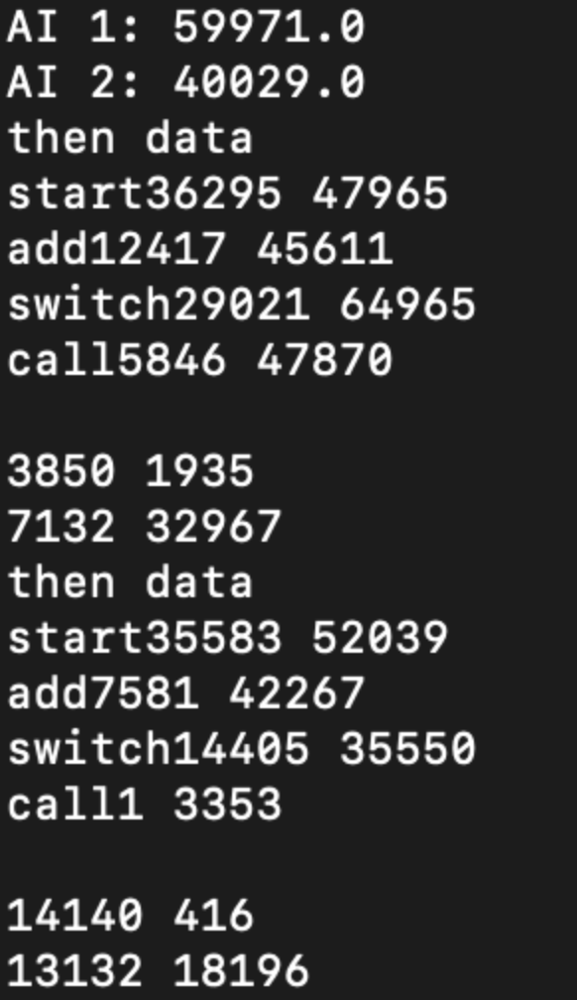 AI 1: 59971.0
AI 2: 40029.0
then data
start36295 47965
add12417 45611
switch29021 64965
call5846 47870
3850 1935
7132 32967
then data
start35583 52039
add7581 42267
switch14405 35550
call1 3353
14140 416
13132 18196